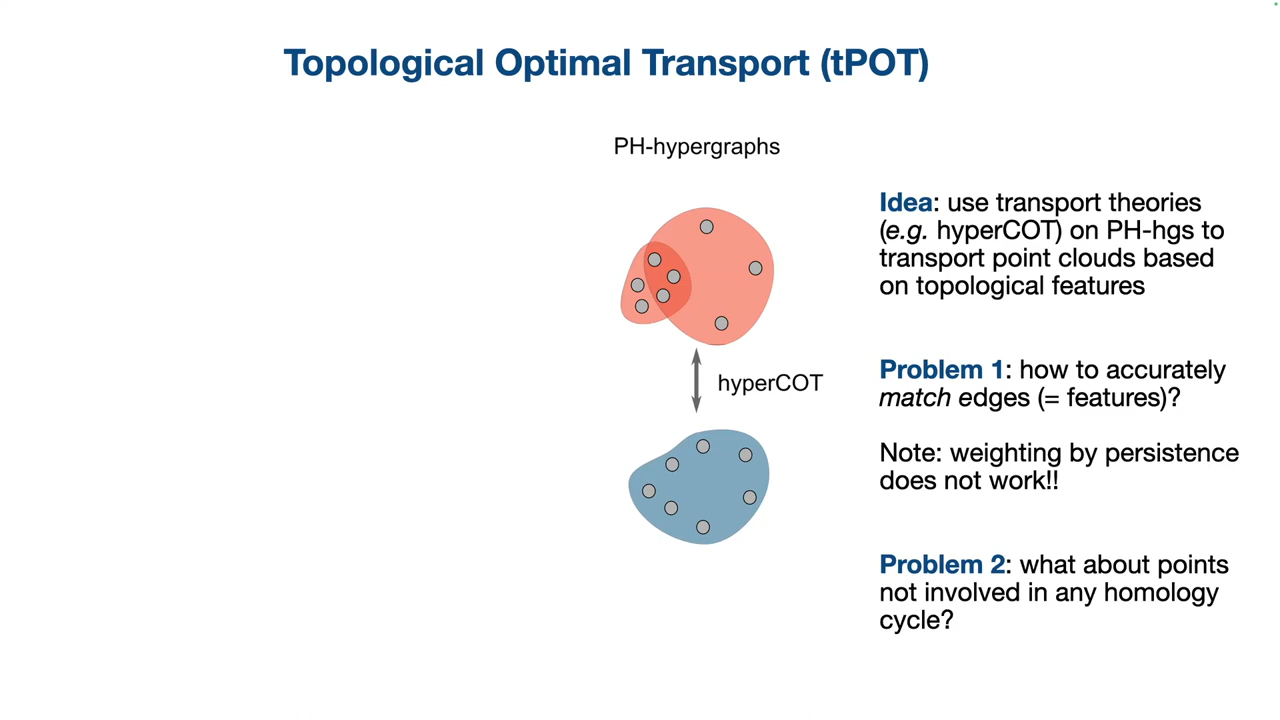 Topological Optimal Transport (tPOT)
PH-hypergraphs
hyperCOT
Idea: use transport theories
(e.g. hyperCOT) on PH-hgs to
transport point clouds based
on topological features
Problem 1: how to accurately
match edges (= features)?
Note: weighting by persistence
does not work!!
Problem 2: what about points
not involved in any homology
cycle?